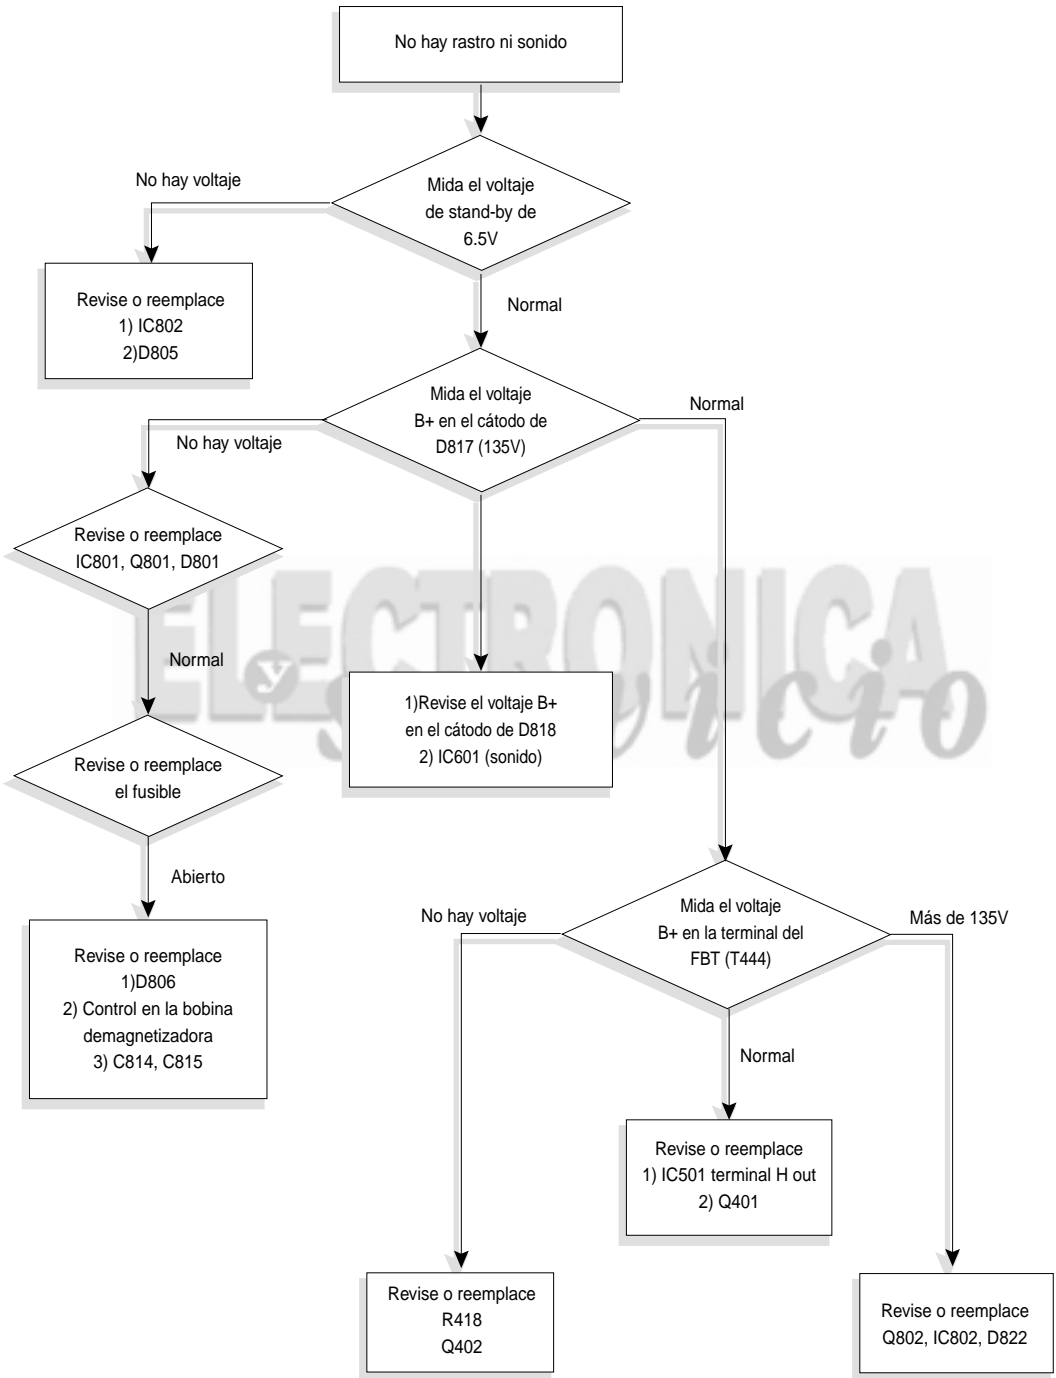 No hay rastro ni sonido
No hay voltaje
Mida el voltaje
de stand-by de
6.5V
Revise o reemplace
1) IC802
2)D805
Normal
Mida el voltaje
B+ en el cátodo de
D817 (135V)
No hay voltaje
Normal
Revise o reemplace
IC801, Q801, D801
ELECTRONICA
y servicio
Normal
1)Revise el voltaje B+
en el cátodo de D818
2) IC601 (sonido)
Revise o reemplace
el fusible
Abierto
Revise o reemplace
1)D806
2) Control en la bobina
demagnetizadora
3) C814, C815
No hay voltaje
Mida el voltaje
B+ en la terminal del
FBT (T444)
Más de 135V
Normal
Revise o reemplace
1) IC501 terminal H out
2) Q401
Revise o reemplace
R418
Q402
Revise o reemplace
Q802, IC802, D822